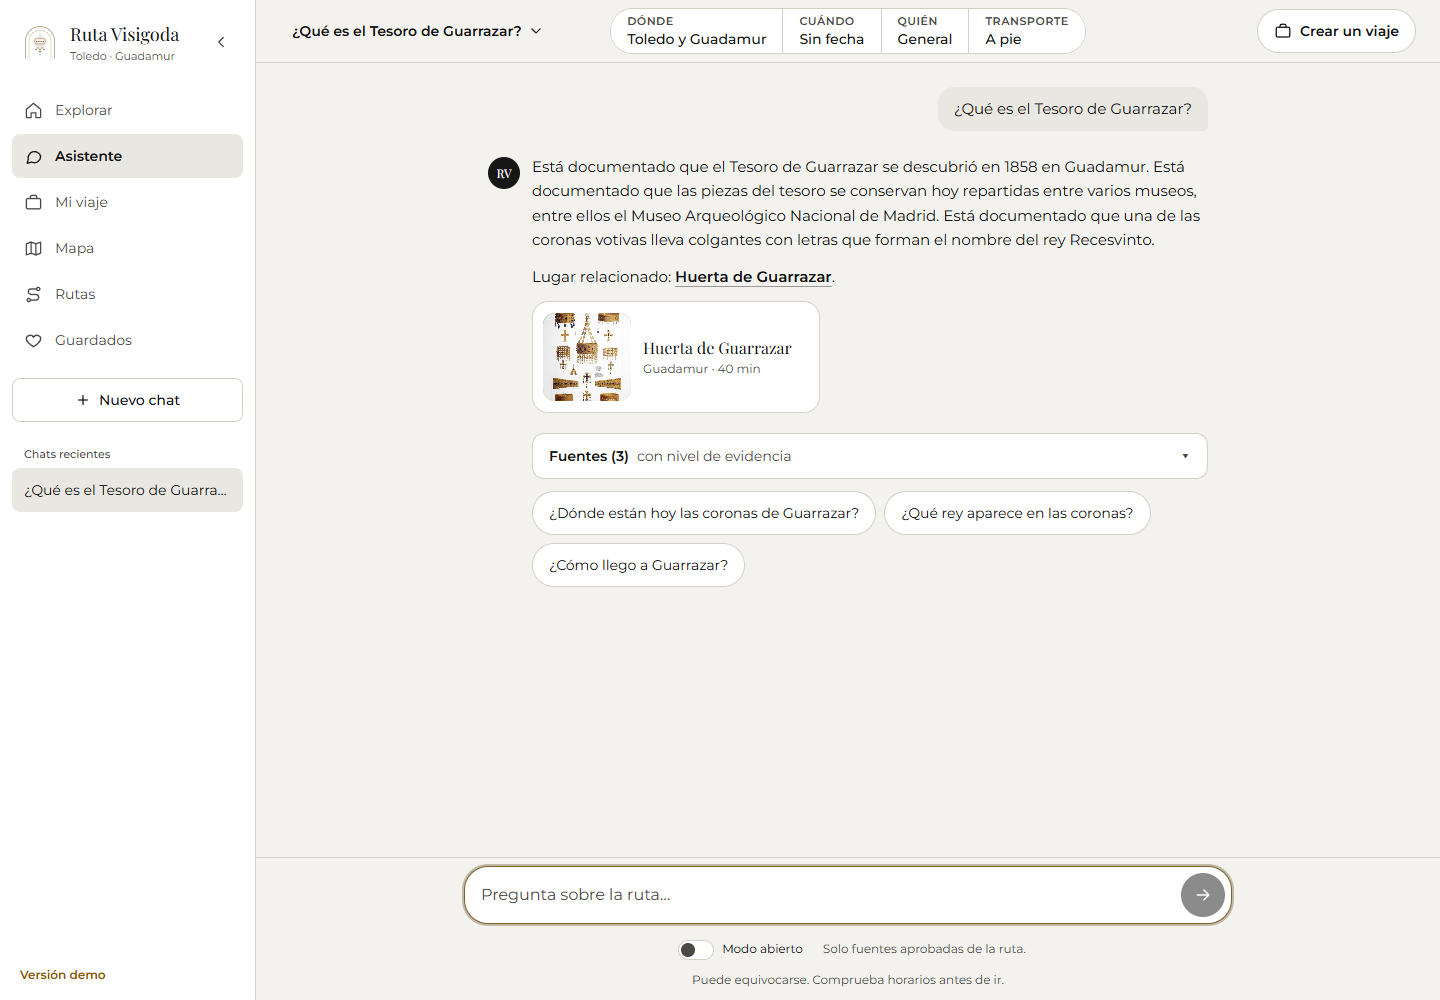 Ruta Visigoda
Toledo · Guadamur
Explorar
Asistente
Mi viaje
Mapa
Rutas
Guardados
+ Nuevo chat
Chats recientes
¿Qué es el Tesoro de Guarra...
Versión demo
¿Qué es el Tesoro de Guarrazar?
DÓNDE
Toledo y Guadamur
CUÁNDO
Sin fecha
QUIÉN
General
TRANSPORTE
A pie
Crear un viaje
¿Qué es el Tesoro de Guarrazar?
RV
Está documentado que el Tesoro de Guarrazar se descubrió en 1858 en Guadamur. Está
documentado que las piezas del tesoro se conservan hoy repartidas entre varios museos,
entre ellos el Museo Arqueológico Nacional de Madrid. Está documentado que una de las
coronas votivas lleva colgantes con letras que forman el nombre del rey Recesvinto.
Lugar relacionado: Huerta de Guarrazar.
Huerta de Guarrazar
Guadamur · 40 min
Fuentes (3) con nivel de evidencia
¿Dónde están hoy las coronas de Guarrazar?
¿Qué rey aparece en las coronas?
¿Cómo llego a Guarrazar?
Pregunta sobre la ruta...
Modo abierto
Solo fuentes aprobadas de la ruta.
Puede equivocarse. Comprueba horarios antes de ir.